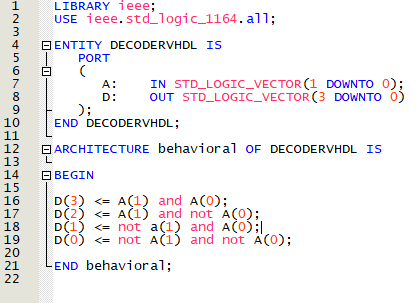 1 LIBRARY ieee;
2 USE ieee.std_logic_1164.all;
3
4 ENTITY DECODERVHDL IS
5 PORT
6 (
7 A: IN STD_LOGIC_VECTOR(1 DOWNTO 0);
8 D: OUT STD_LOGIC_VECTOR(3 DOWNTO 0)
9 );
10 END DECODERVHDL;
11
12 ARCHITECTURE behavioral OF DECODERVHDL IS
13
14 BEGIN
15
16 D(3) <= A(1) and A(0);
17 D(2) <= A(1) and not A(0);
18 D(1) <= not a(1) and A(0);
19 D(0) <= not A(1) and not A(0);
20
21 END behavioral;
22